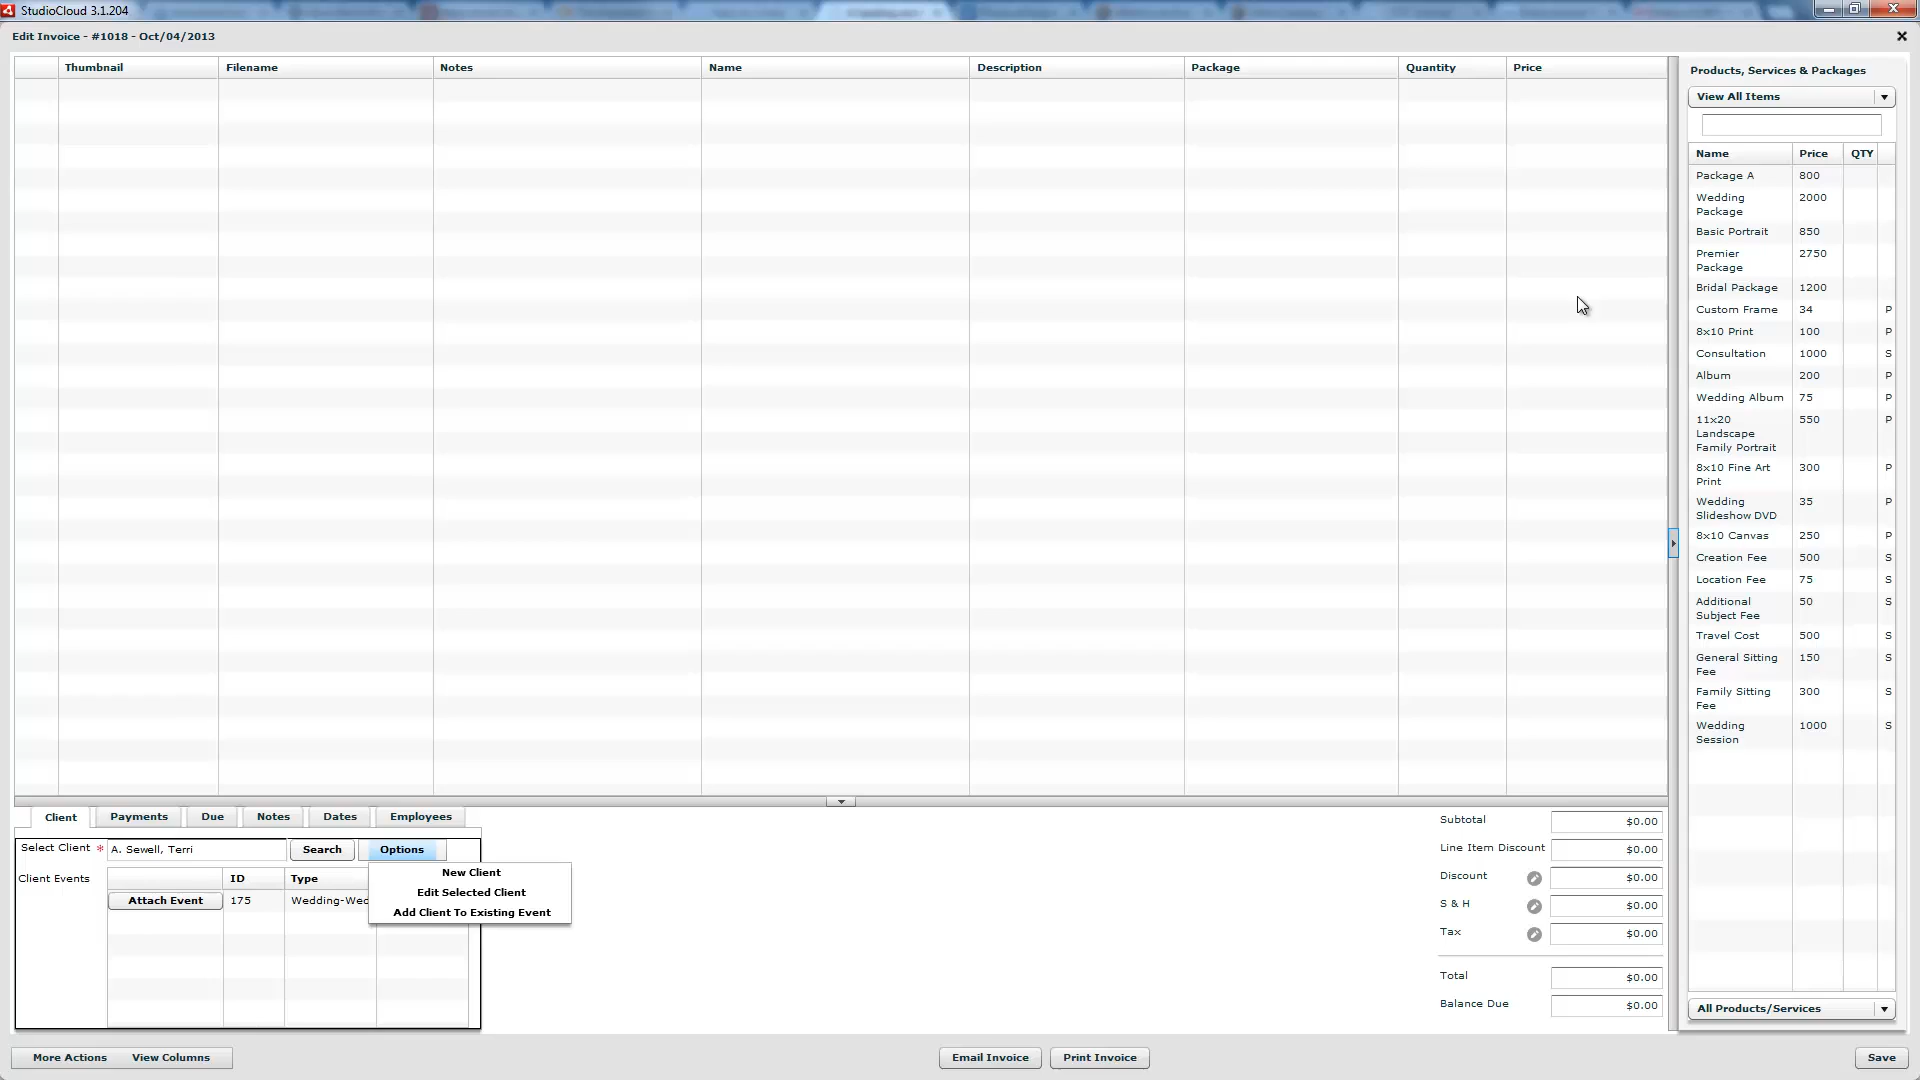 StudioCloud 3.1.204
Edit Invoice - #1018 - Oct/04/2013
Thumbnail Filename Notes Name Description Package Quantity Price
Products, Services & Packages
View All Items
Name Price QTY
Package A 800
Wedding 2000
Package
Basic Portrait 850
Premier 2750
Package
Bridal Package 1200
Custom Frame 34 P
8x10 Print 100 P
Consultation 1000 S
Album 200 P
Wedding Album 75 P
11x20 550 P
Landscape
Family Portrait
8x10 Fine Art 300 P
Print
Wedding 35 P
Slideshow DVD
8x10 Canvas 250 P
Creation Fee 500 S
Location Fee 75 S
Additional 50 S
Subject Fee
Travel Cost 500 S
General Sitting 150 S
Fee
Family Sitting 300 S
Fee
Wedding 1000 S
Session
All Products/Services
Client Payments Due Notes Dates Employees
Select Client * A. Sewell, Terri Search Options
Client Events ID Type
Attach Event 175 Wedding-Wed
New Client
Edit Selected Client
Add Client To Existing Event
Subtotal $0.00
Line Item Discount $0.00
Discount $0.00
S & H $0.00
Tax $0.00
Total $0.00
Balance Due $0.00
More Actions View Columns Email Invoice Print Invoice Save